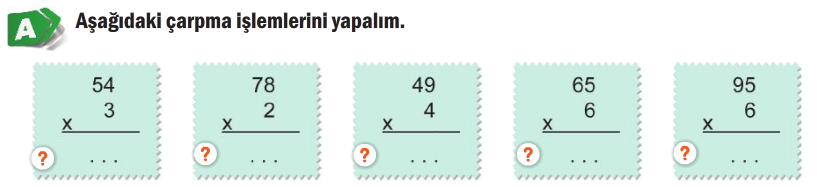 A
Aşağıdaki çarpma işlemlerini yapalım.
54 78 49 65 95
3 2 4 6 6
x x x x x
? ... ? ... ? ... ? ... ? ...